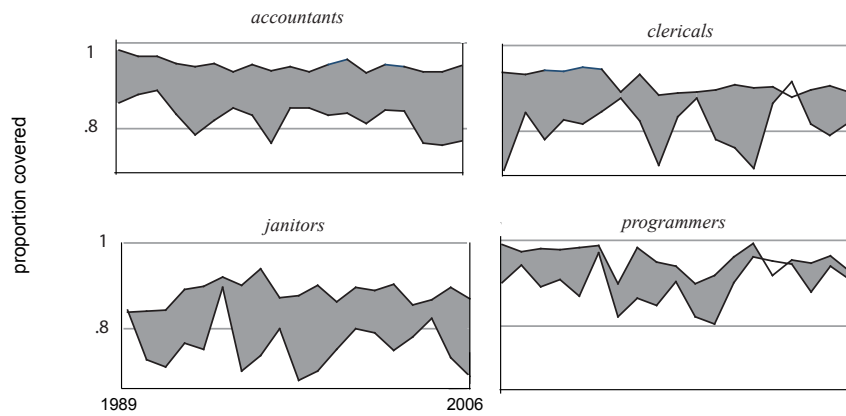 accountants
clericals
1
.8
proportion covered
janitors
programmers
1
.8
1989
2006